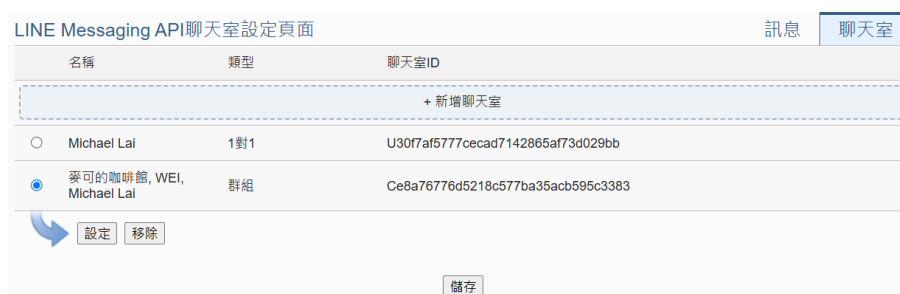 LINE Messaging API聊天室設定頁面
訊息
聊天室
名稱 類型 聊天室ID
+ 新增聊天室
Michael Lai 1對1 U30f7af5777cecad7142865af73d029bb
麥可的咖啡館, WEI,
Michael Lai 群組 Ce8a76776d5218c577ba35acb595c3383
設定 移除
儲存